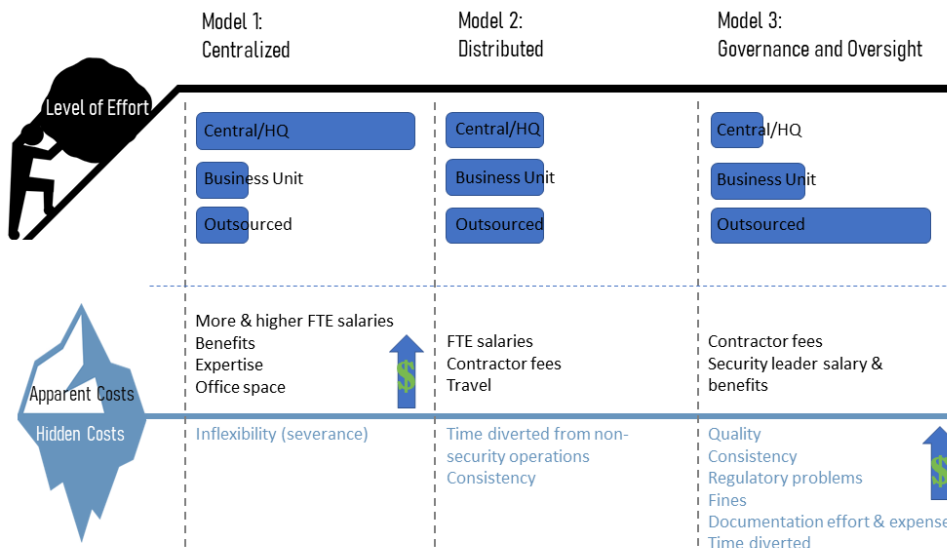 Model 1:
Centralized
Model 2:
Distributed
Model 3:
Governance and Oversight
Level of Effort
Central/HQ
Business Unit
Outsourced
Central/HQ
Business Unit
Outsourced
Central/HQ
Business Unit
Outsourced
Apparent Costs
More & higher FTE salaries
Benefits
Expertise
Office space
$
FTE salaries
Contractor fees
Travel
Contractor fees
Security leader salary &
benefits
Hidden Costs
Inflexibility (severance)
Time diverted from non-
security operations
Consistency
Quality
Consistency
Regulatory problems
Fines
Documentation effort & expense
Time diverted
$